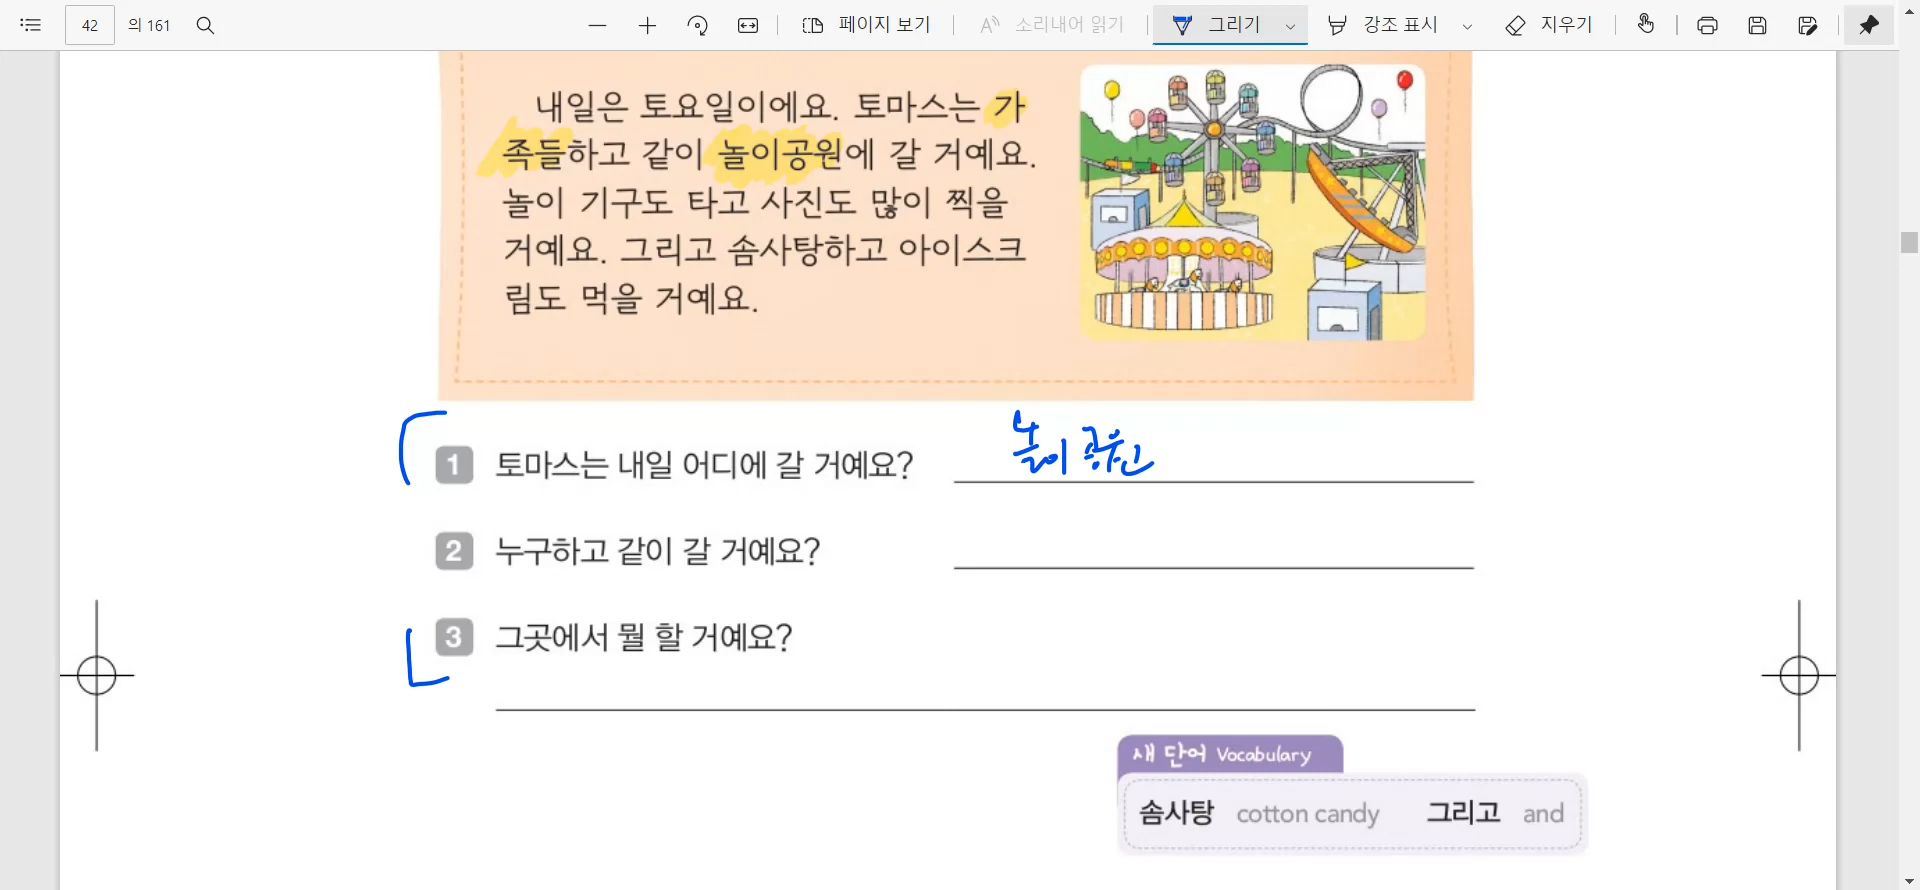 42 의 161 페이지 보기 소리내어 읽기 그리기 강조 표시 지우기
내일은 토요일이에요. 토마스는 가
족들하고 같이 놀이공원에 갈 거예요.
놀이 기구도 타고 사진도 많이 찍을
거예요. 그리고 솜사탕하고 아이스크
림도 먹을 거예요.
1 토마스는 내일 어디에 갈 거예요? 놀이 공원
2 누구하고 같이 갈 거예요?
3 그곳에서 뭘 할 거예요?
새 단어 Vocabulary
솜사탕 cotton candy 그리고 and